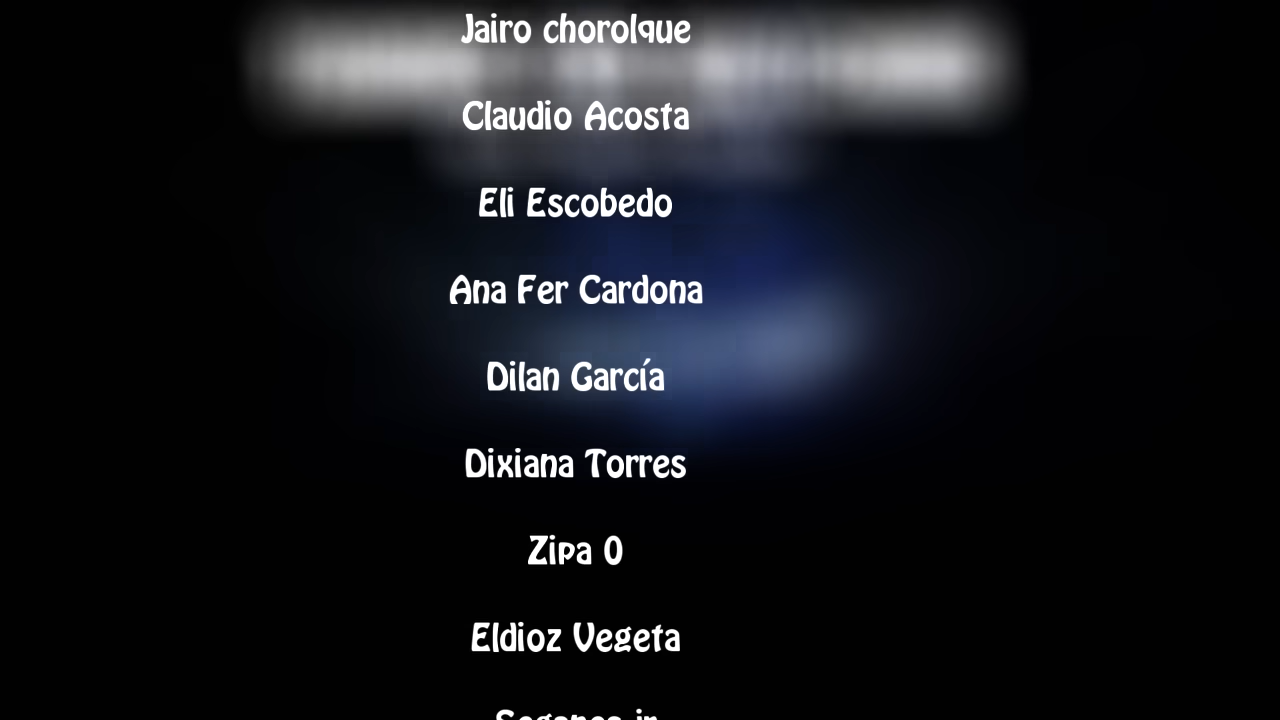 Jairo chorolque
Claudio Acosta
Eli Escobedo
Ana Fer Cardona
Dilan García
Dixiana Torres
Zipa 0
Eldioz Vegeta